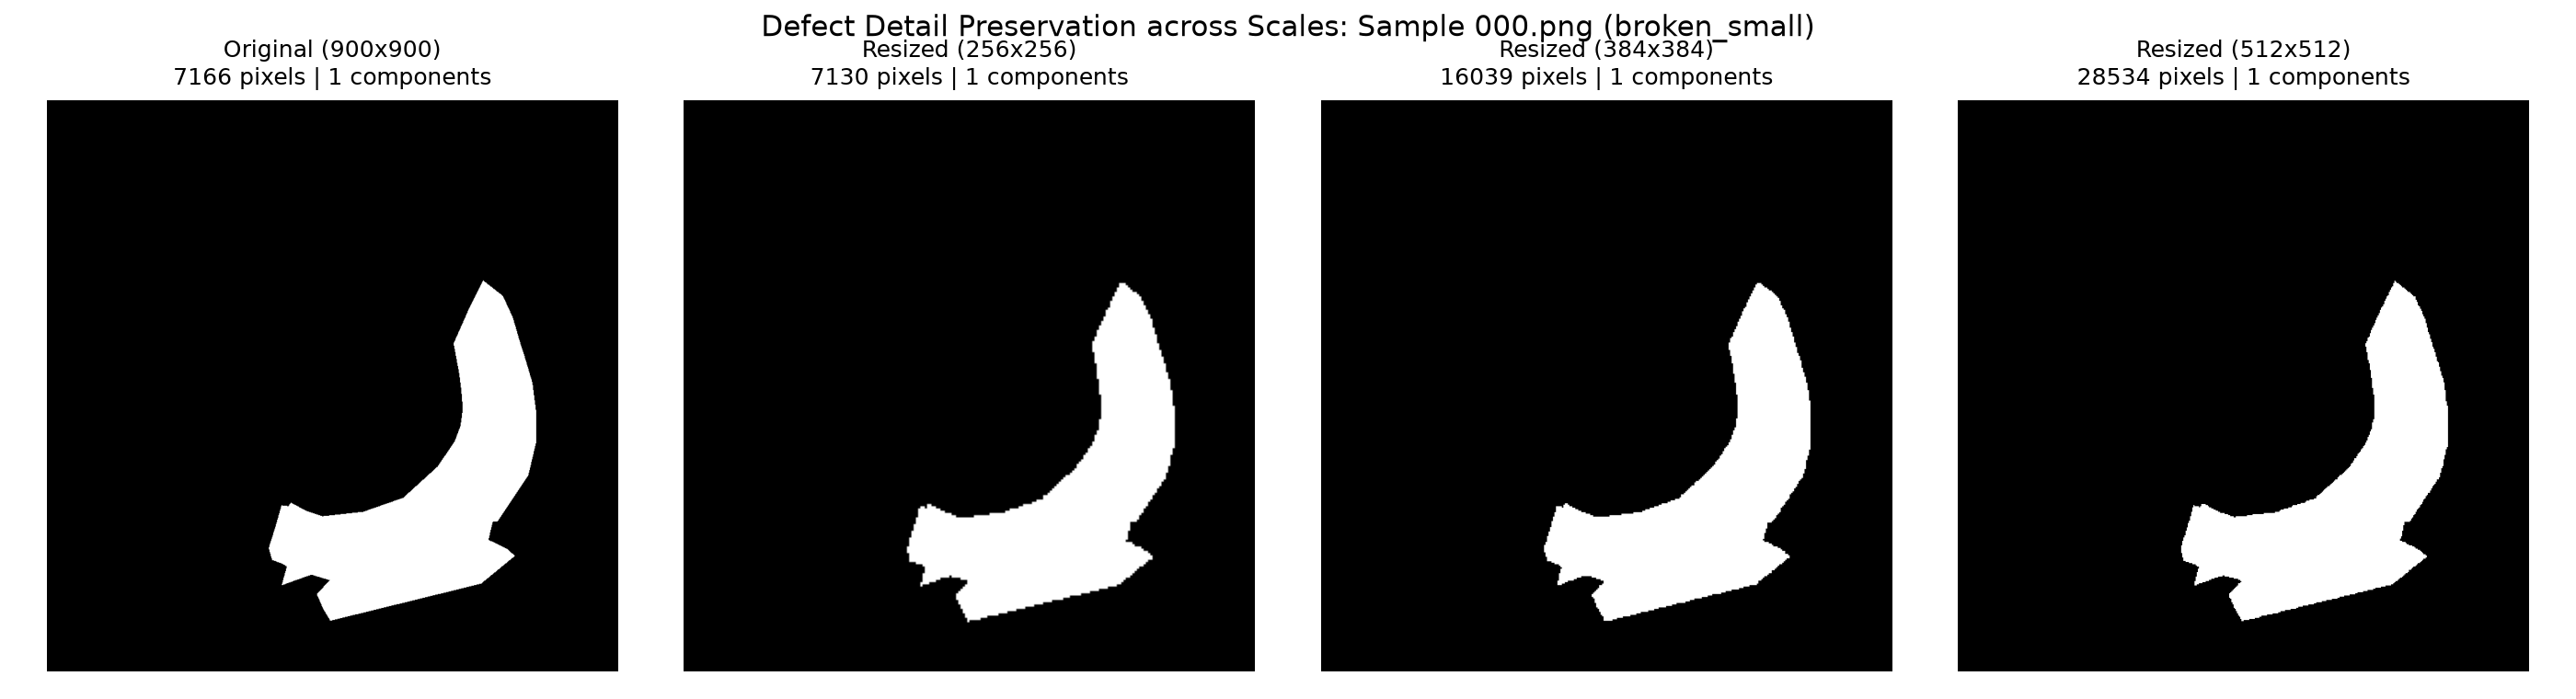 Defect Detail Preservation across Scales: Sample 000.png (broken_small)
Original (900x900)
7166 pixels | 1 components
Resized (256x256)
7130 pixels | 1 components
Resized (384x384)
16039 pixels | 1 components
Resized (512x512)
28534 pixels | 1 components